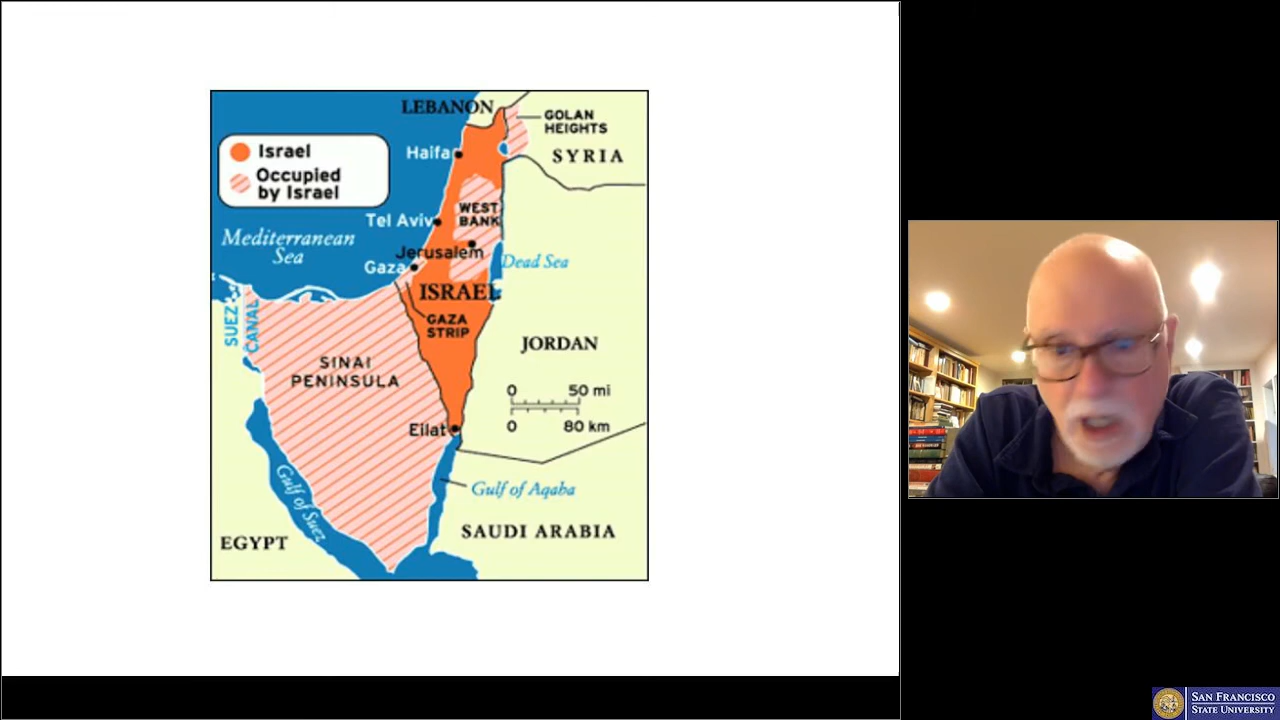 LEBANON
GOLAN
HEIGHTS
Israel
Occupied
by Israel
Haifa
SYRIA
WEST
BANK
Tel Aviv
Mediterranean
Sea
Jerusalem
Dead Sea
Gaza
ISRAEL
SUEZ
CANAL
GAZA
STRIP
JORDAN
SINAI
PENINSULA
0 50 mi
0 80 km
Eilat
Gulf of Suez
Gulf of Aqaba
EGYPT
SAUDI ARABIA
SAN FRANCISCO
STATE UNIVERSITY